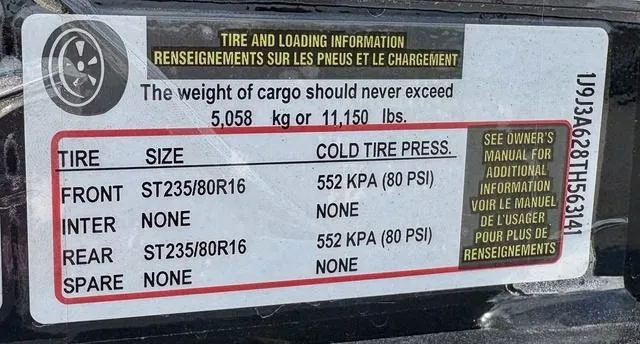 TIRE AND LOADING INFORMATION
RENSEIGNEMENTS SUR LES PNEUS ET LE CHARGEMENT
The weight of cargo should never exceed
5,058 kg or 11,150 lbs.
TIRE SIZE COLD TIRE PRESS.
FRONT ST235/80R16 552 KPA (80 PSI)
INTER NONE NONE
REAR ST235/80R16 552 KPA (80 PSI)
SPARE NONE NONE
SEE OWNER'S
MANUAL FOR
ADDITIONAL
INFORMATION
VOIR LE MANUEL
DE L'USAGER
POUR PLUS DE
RENSEIGNEMENTS
1J9J3A628TH563141